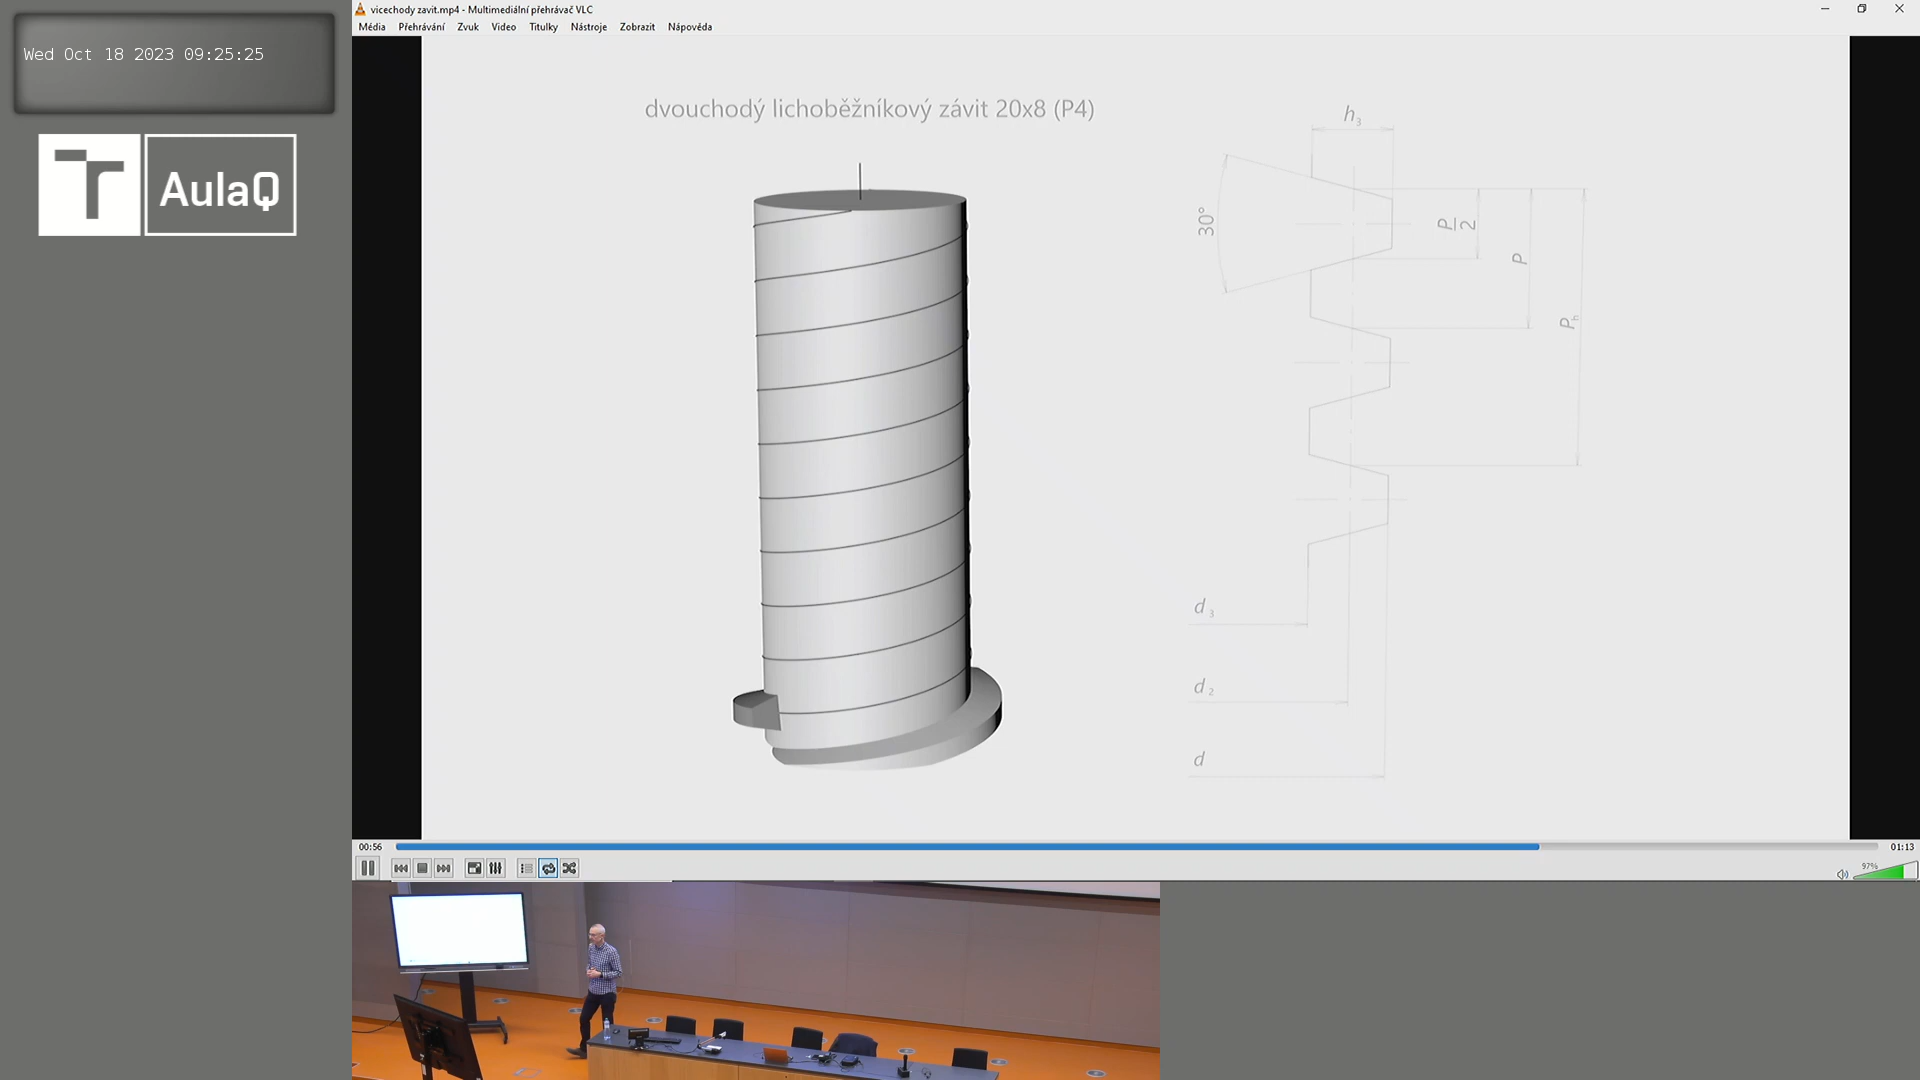 Wed Oct 18 2023 09:25:25
AulaQ
vicechody zavit.mp4 - Multimediální přehrávač VLC
Média Přehrávání Zvuk Video Titulky Nástroje Zobrazit Nápověda
dvouchodý lichoběžníkový závit 20x8 (P4)
h3
30°
P/2
P
Ph
d3
d2
d
00:56
01:13
97%